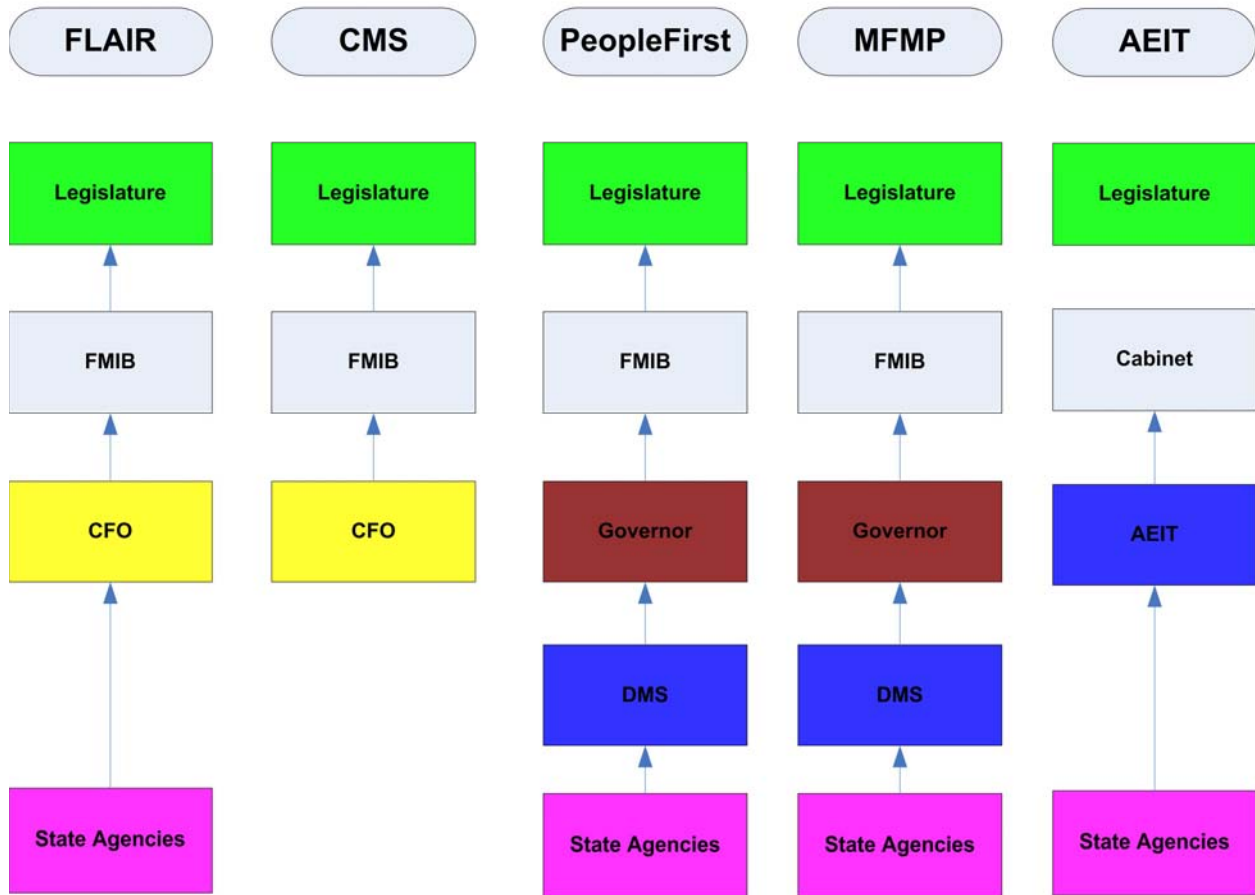 FLAIR
CMS
PeopleFirst
MFMP
AEIT
Legislature
Legislature
Legislature
Legislature
Legislature
FMIB
FMIB
FMIB
FMIB
Cabinet
CFO
CFO
Governor
Governor
AEIT
DMS
DMS
State Agencies
State Agencies
State Agencies
State Agencies